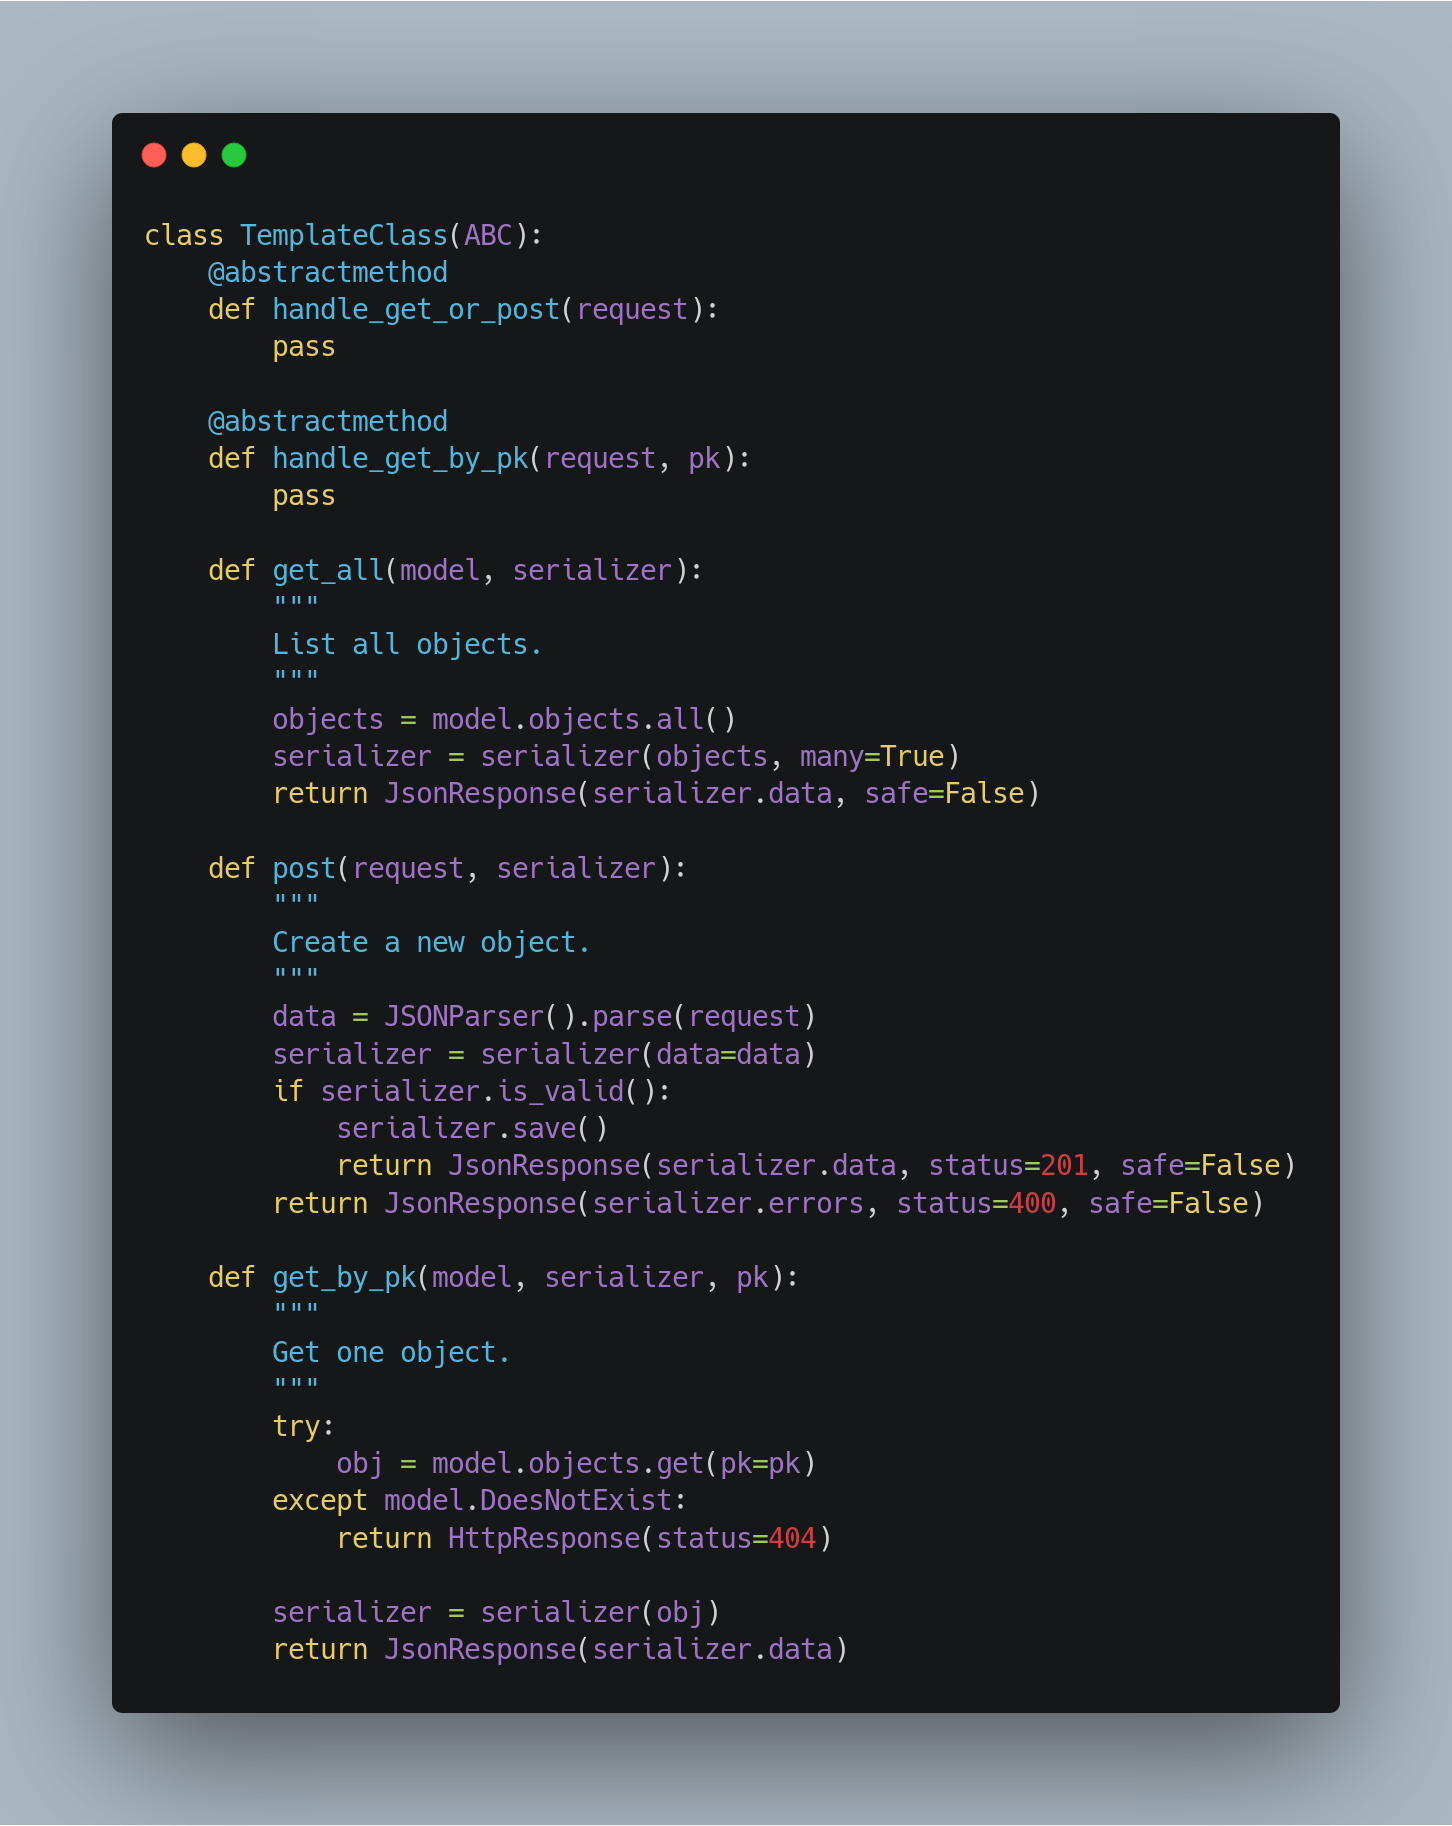 class TemplateClass(ABC):
    @abstractmethod
    def handle_get_or_post(request):
        pass

    @abstractmethod
    def handle_get_by_pk(request, pk):
        pass

    def get_all(model, serializer):
        """
        List all objects.
        """
        objects = model.objects.all()
        serializer = serializer(objects, many=True)
        return JsonResponse(serializer.data, safe=False)

    def post(request, serializer):
        """
        Create a new object.
        """
        data = JSONParser().parse(request)
        serializer = serializer(data=data)
        if serializer.is_valid():
            serializer.save()
            return JsonResponse(serializer.data, status=201, safe=False)
        return JsonResponse(serializer.errors, status=400, safe=False)

    def get_by_pk(model, serializer, pk):
        """
        Get one object.
        """
        try:
            obj = model.objects.get(pk=pk)
        except model.DoesNotExist:
            return HttpResponse(status=404)

        serializer = serializer(obj)
        return JsonResponse(serializer.data)